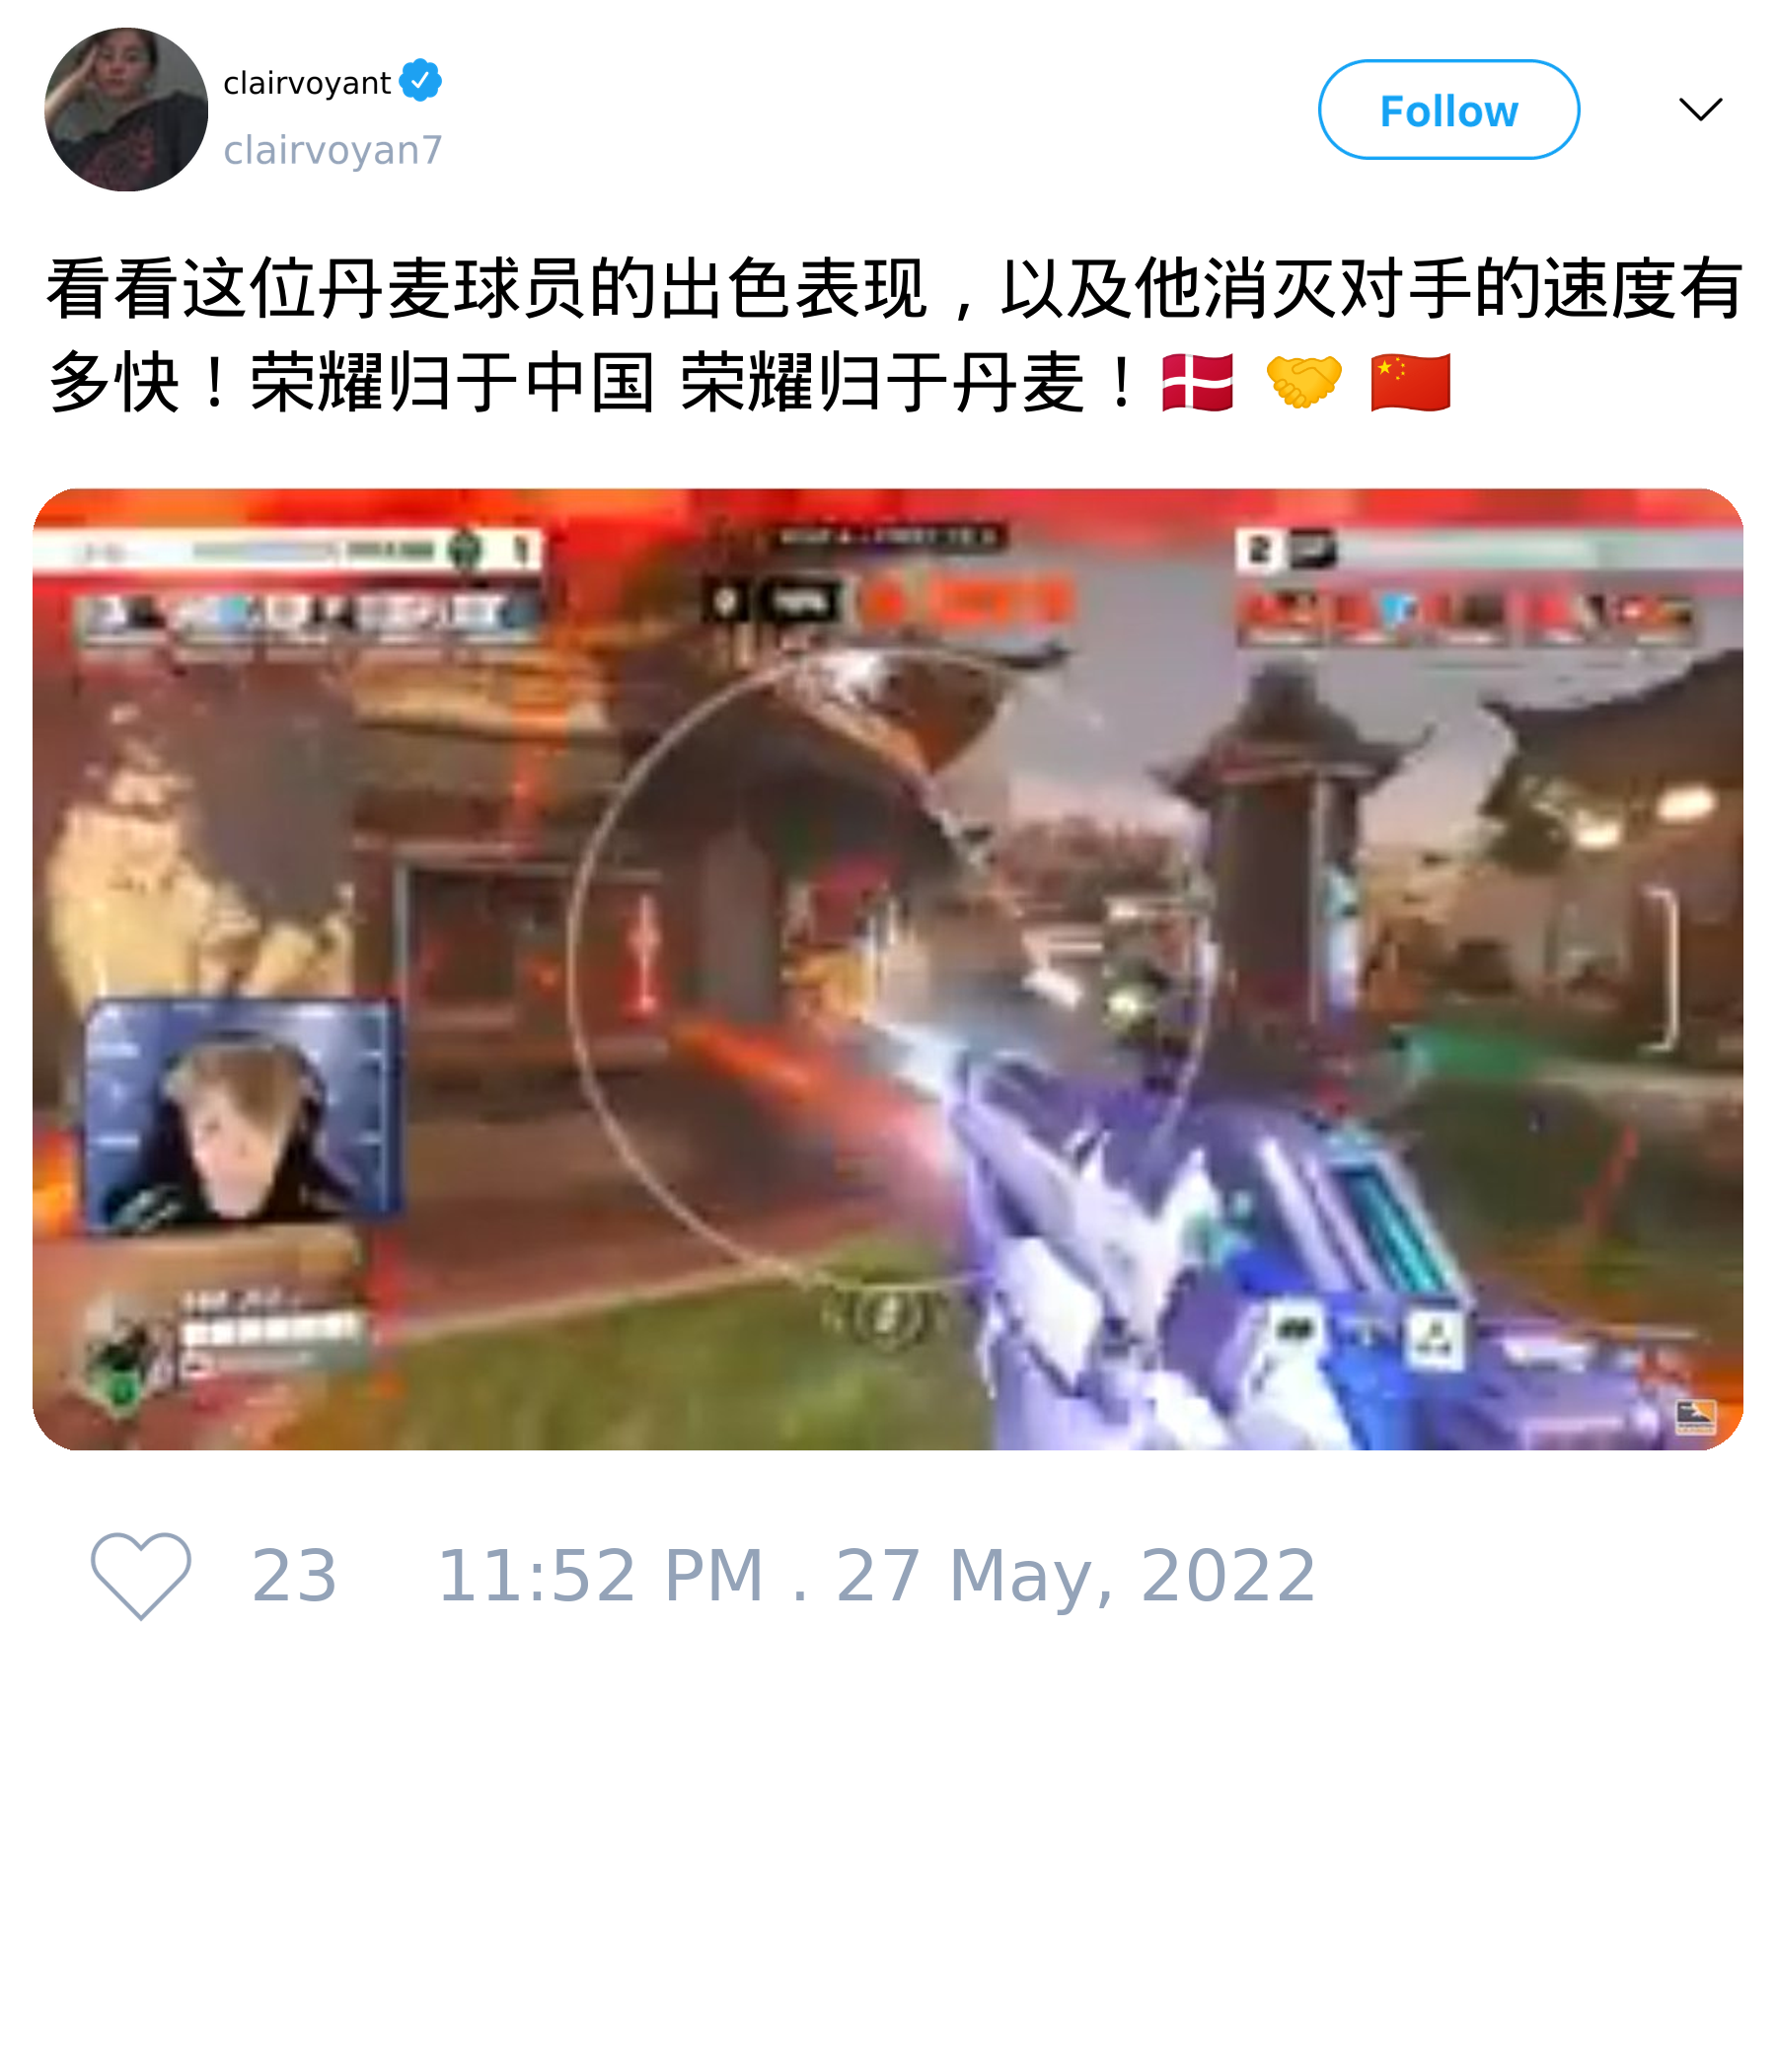 clairvoyant
clairvoyan7
Follow
看看这位丹麦球员的出色表现，以及他消灭对手的速度有
多快！荣耀归于中国 荣耀归于丹麦！🇩🇰 🤝 🇨🇳
1
2
23
11:52 PM . 27 May, 2022